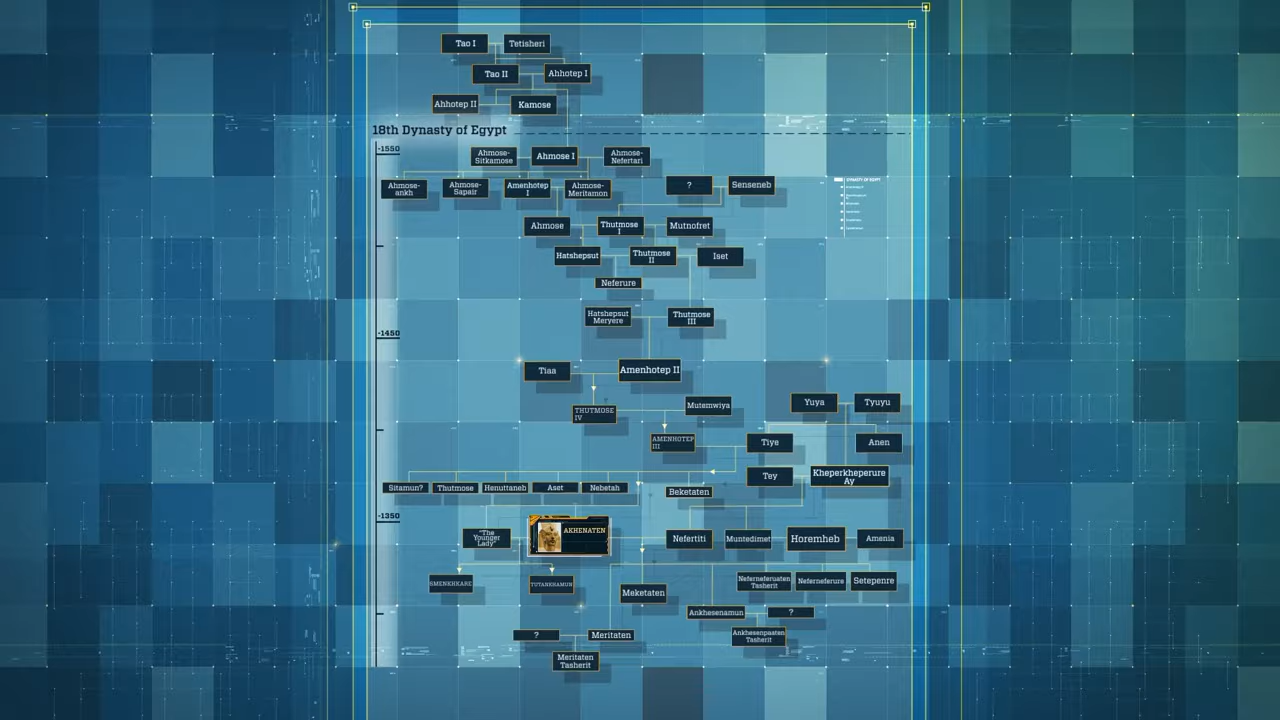 Tao I
Tetisheri
Tao II
Ahhotep I
Ahhotep II
Kamose
18th Dynasty of Egypt
-1550
Ahmose-
Sitkamose
Ahmose I
Ahmose-
Nefertari
Ahmose-
ankh
Ahmose-
Sapair
Amenhotep
I
Ahmose-
Meritamon
?
Senseneb
DYNASTY OF EGYPT
Ahmose
Thutmose
I
Mutnofret
Hatshepsut
Thutmose
II
Iset
Neferure
Hatshepsut
Meryere
Thutmose
III
-1450
Tiaa
Amenhotep II
THUTMOSE
IV
Mutemwiya
Yuya
Tyuyu
AMENHOTEP
III
Tiye
Anen
Tey
Kheperkheperure
Ay
Sitamun?
Thutmose
Henuttaneb
Aset
Nebetah
Beketaten
-1350
"The
Younger
Lady"
AKHENATEN
Nefertiti
Muntedimet
Horemheb
Amenia
SMENKHKARE
TUTANKHAMUN
Meketaten
Neferneferuaten
Tasherit
Neferneferure
Setepenre
Ankhesenamun
?
?
Meritaten
Ankhesenpaaten
Tasherit
Meritaten
Tasherit